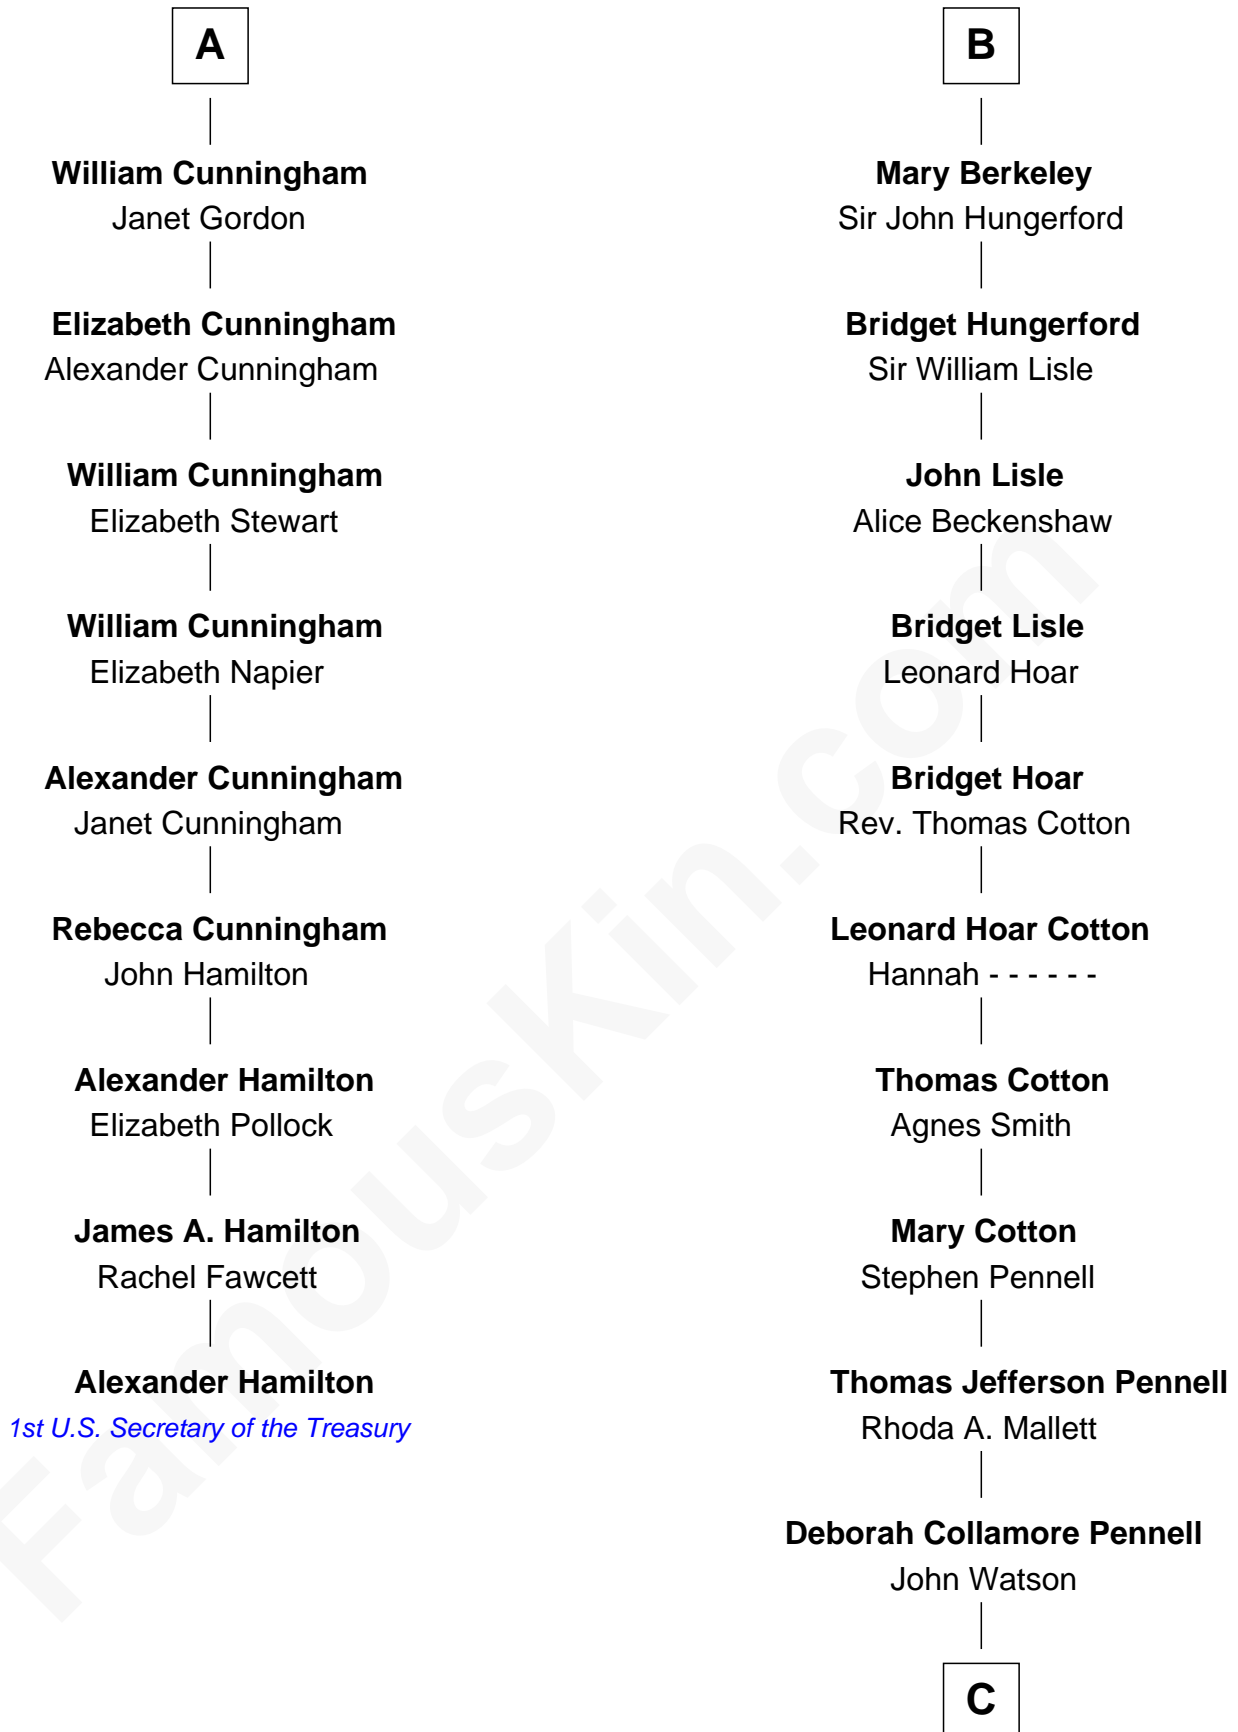 A
William Cunningham
Janet Gordon
Elizabeth Cunningham
Alexander Cunningham
William Cunningham
Elizabeth Stewart
William Cunningham
Elizabeth Napier
Alexander Cunningham
Janet Cunningham
Rebecca Cunningham
John Hamilton
Alexander Hamilton
Elizabeth Pollock
James A. Hamilton
Rachel Fawcett
Alexander Hamilton
1st U.S. Secretary of the Treasury
B
Mary Berkeley
Sir John Hungerford
Bridget Hungerford
Sir William Lisle
John Lisle
Alice Beckenshaw
Bridget Lisle
Leonard Hoar
Bridget Hoar
Rev. Thomas Cotton
Leonard Hoar Cotton
Hannah - - - - - -
Thomas Cotton
Agnes Smith
Mary Cotton
Stephen Pennell
Thomas Jefferson Pennell
Rhoda A. Mallett
Deborah Collamore Pennell
John Watson
C
FamousKin.com